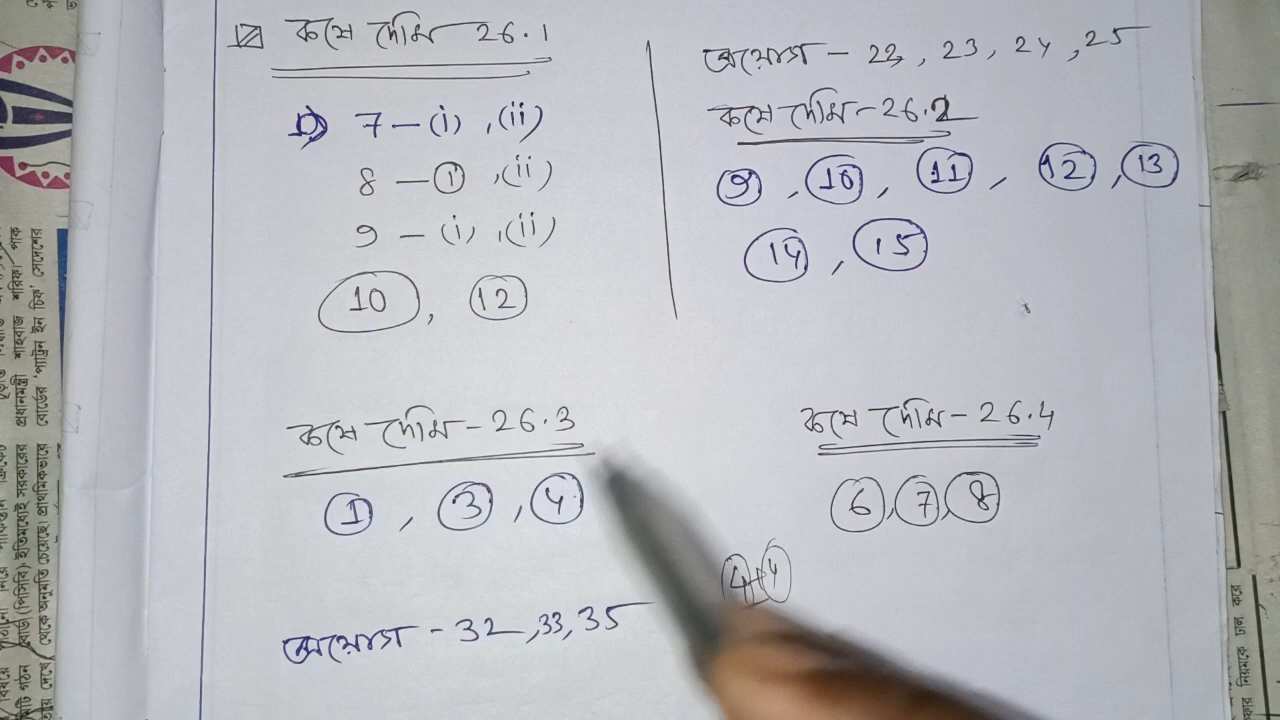 কষে দেখি 26.1
7 – (i) , (ii)
8 – (i) , (ii)
9 – (i) , (ii)
10 , 12
প্রয়োগ – 22, 23, 24, 25
কষে দেখি – 26.2
9 , 10 , 11 , 12 , 13
14 , 15
কষে দেখি – 26.3
1 , 3 , 4
প্রয়োগ – 32, 33, 35
কষে দেখি – 26.4
6, 7, 8
4+4